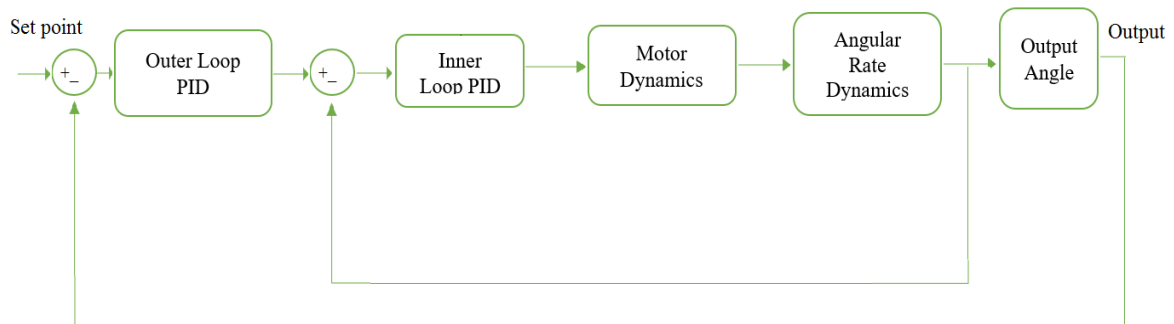 Set point
+
_
Outer Loop
PID
+
_
Inner
Loop PID
Motor
Dynamics
Angular
Rate
Dynamics
Output
Angle
Output